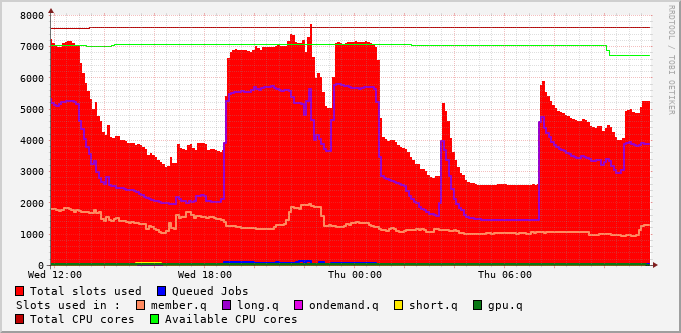 8000
7000
6000
5000
4000
3000
2000
1000
0
Wed 12:00 Wed 18:00 Thu 00:00 Thu 06:00
Total slots used Queued Jobs
Slots used in : member.q long.q ondemand.q short.q gpu.q
Total CPU cores Available CPU cores
RRDTOOL / TOBI OETIKER